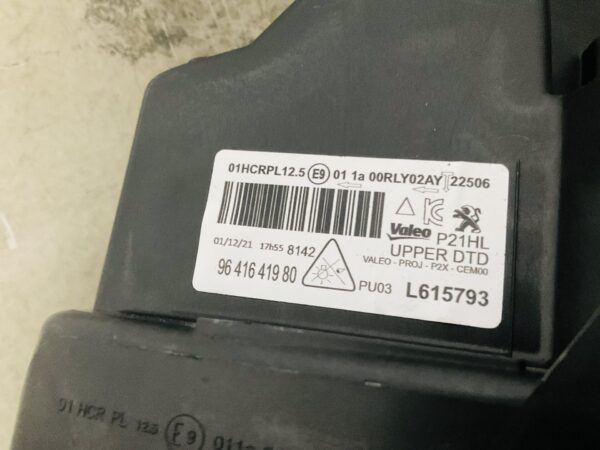 01HCRPL12.5 E9 01 1a 00RLY02AY 22506
Valeo P21HL
UPPER DTD
VALEO - PROJ - P2X - CEM00
01/12/21 17h55 8142
96 416 419 80
PU03 L615793
01 HCR PL 12.5 E9 011a